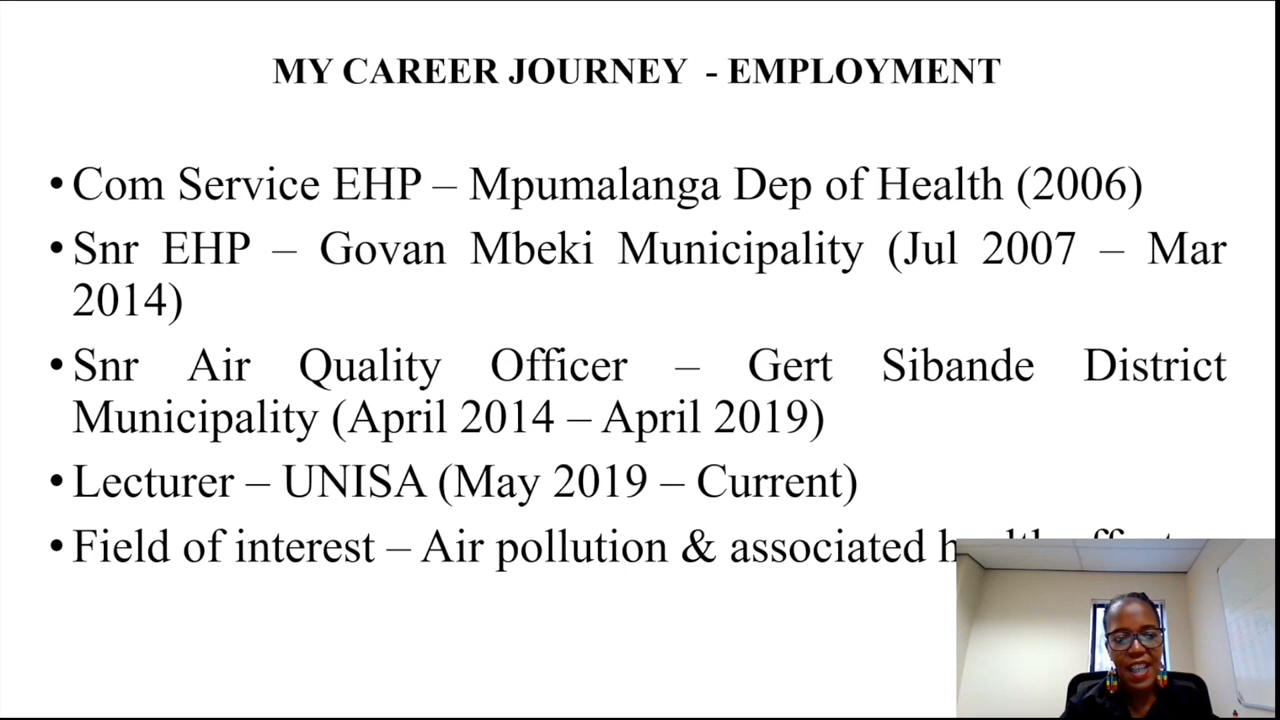 MY CAREER JOURNEY - EMPLOYMENT
• Com Service EHP – Mpumalanga Dep of Health (2006)
• Snr EHP – Govan Mbeki Municipality (Jul 2007 – Mar
2014)
• Snr Air Quality Officer – Gert Sibande District
Municipality (April 2014 – April 2019)
• Lecturer – UNISA (May 2019 – Current)
• Field of interest – Air pollution & associated